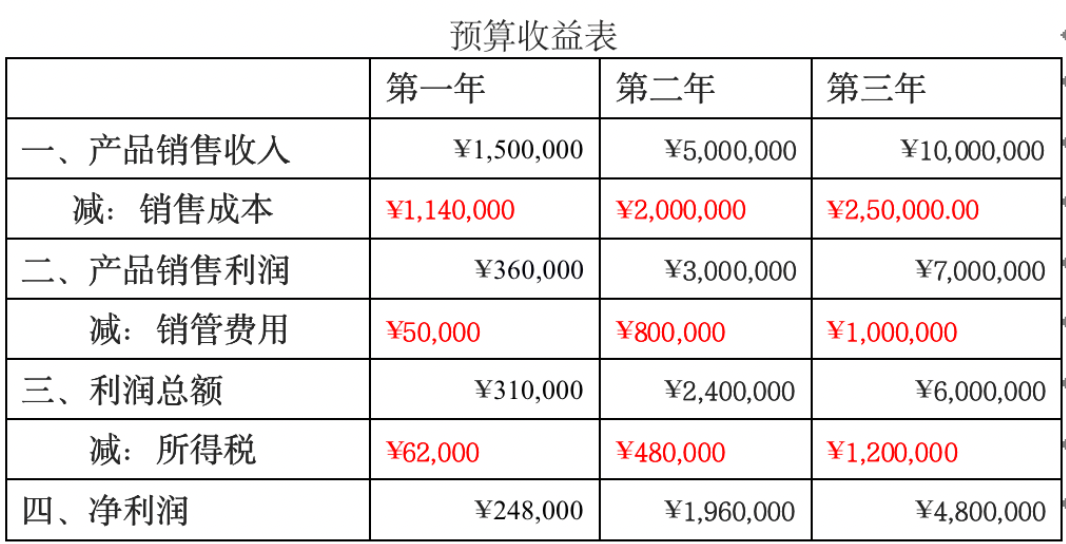 预算收益表
第一年 第二年 第三年
一、产品销售收入 ¥1,500,000 ¥5,000,000 ¥10,000,000
减：销售成本 ¥1,140,000 ¥2,000,000 ¥2,50,000.00
二、产品销售利润 ¥360,000 ¥3,000,000 ¥7,000,000
减：销管费用 ¥50,000 ¥800,000 ¥1,000,000
三、利润总额 ¥310,000 ¥2,400,000 ¥6,000,000
减：所得税 ¥62,000 ¥480,000 ¥1,200,000
四、净利润 ¥248,000 ¥1,960,000 ¥4,800,000